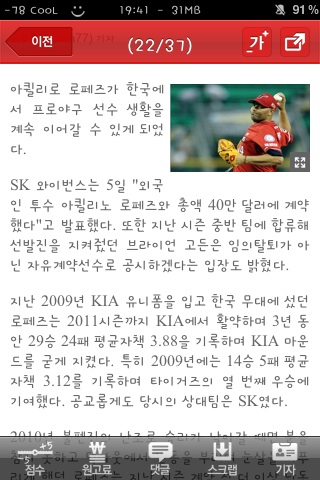 -78 CooL 19:41 - 31MB 91%
이전
(22/37)
가+
아퀼리로 로페즈가 한국에
서 프로야구 선수 생활을
계속 이어갈 수 있게 되었
다.
SK 와이번스는 5일 "외국
인 투수 아퀼리노 로페즈와 총액 40만 달러에 계약
했다"고 발표했다. 또한 지난 시즌 중반 팀에 합류해
선발진을 지켜줬던 브라이언 고든은 임의탈퇴가 아
닌 자유계약선수로 공시하겠다는 입장도 밝혔다.
지난 2009년 KIA 유니폼을 입고 한국 무대에 섰던
로페즈는 2011시즌까지 KIA에서 활약하며 3년 동
안 29승 24패 평균자책 3.88을 기록하며 KIA 마운
드를 굳게 지켰다. 특히 2009년에는 14승 5패 평균
자책 3.12를 기록하며 타이거즈의 열 번째 우승에
기여했다. 공교롭게도 당시의 상대팀은 SK였다.
2010년
점수 원고료 댓글 스크랩 기자